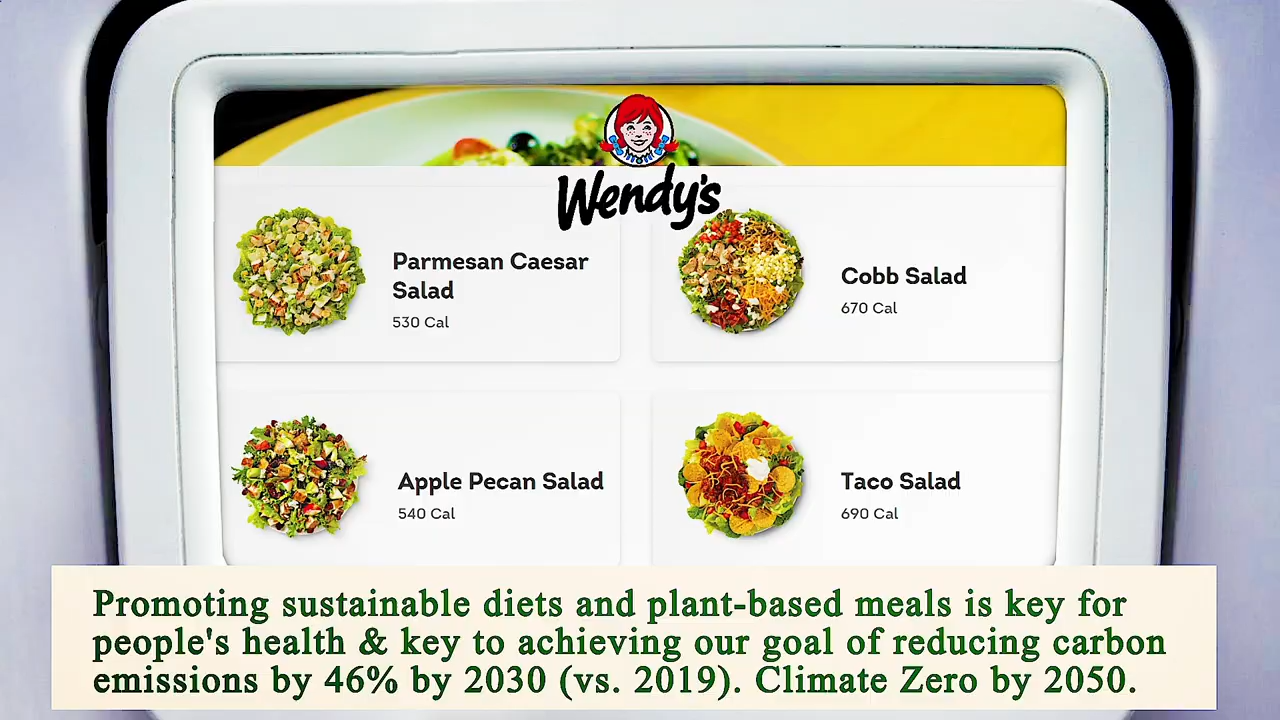 Wendy's
Parmesan Caesar
Salad
530 Cal
Cobb Salad
670 Cal
Apple Pecan Salad
540 Cal
Taco Salad
690 Cal
Promoting sustainable diets and plant-based meals is key for
people's health & key to achieving our goal of reducing carbon
emissions by 46% by 2030 (vs. 2019). Climate Zero by 2050.